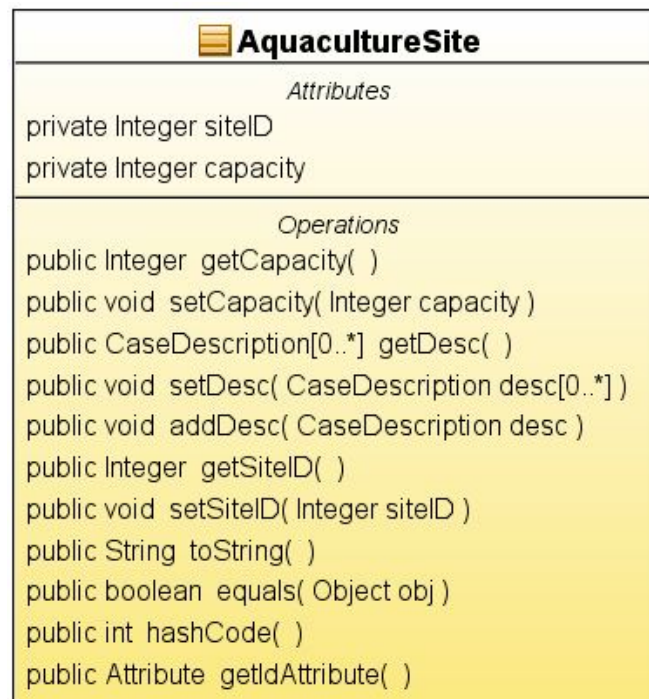 AquacultureSite
Attributes
private Integer siteID
private Integer capacity
Operations
public Integer getCapacity( )
public void setCapacity( Integer capacity )
public CaseDescription[0..*] getDesc( )
public void setDesc( CaseDescription desc[0..*] )
public void addDesc( CaseDescription desc )
public Integer getSiteID( )
public void setSiteID( Integer siteID )
public String toString( )
public boolean equals( Object obj )
public int hashCode( )
public Attribute getIdAttribute( )